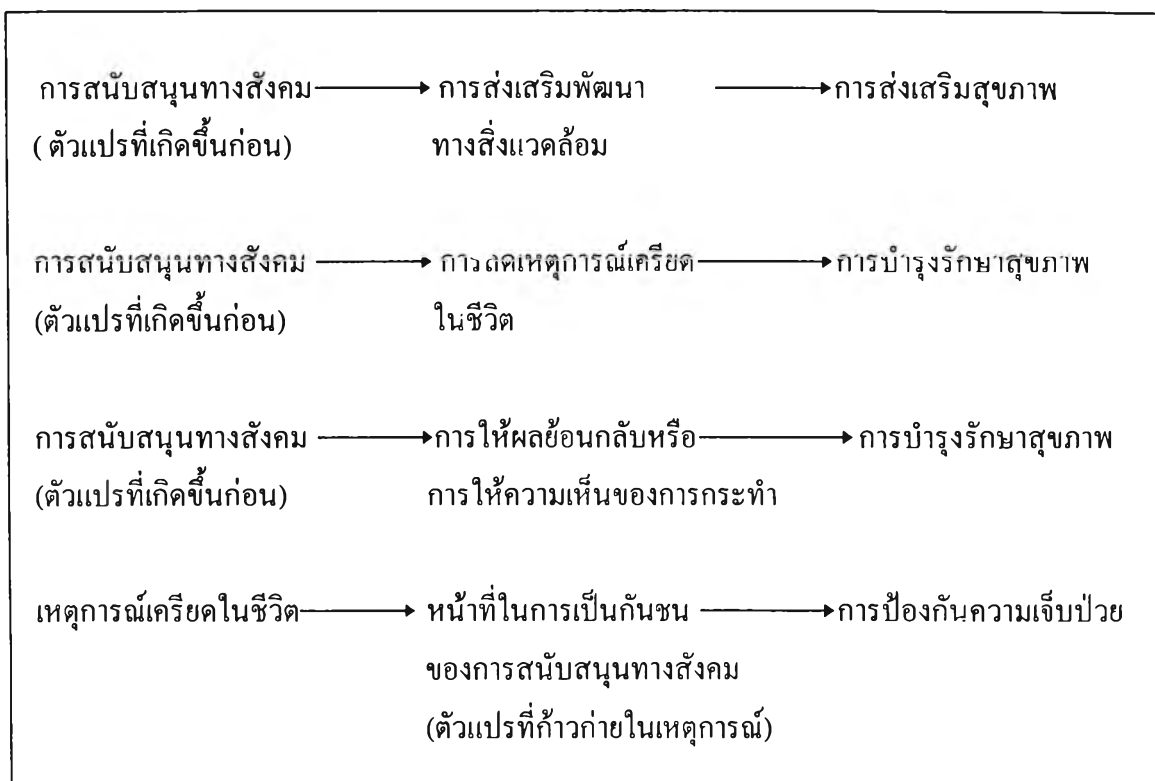 การสนับสนุนทางสังคม การส่งเสริมพัฒนา การส่งเสริมสุขภาพ
( ตัวแปรที่เกิดขึ้นก่อน) ทางสิ่งแวดล้อม
การสนับสนุนทางสังคม การลดเหตุการณ์เครียด การบำรุงรักษาสุขภาพ
(ตัวแปรที่เกิดขึ้นก่อน) ในชีวิต
การสนับสนุนทางสังคม การให้ผลย้อนกลับหรือ การบำรุงรักษาสุขภาพ
(ตัวแปรที่เกิดขึ้นก่อน) การให้ความเห็นของการกระทำ
เหตุการณ์เครียดในชีวิต หน้าที่ในการเป็นกันชน การป้องกันความเจ็บป่วย
ของการสนับสนุนทางสังคม
(ตัวแปรที่ก้าวก่ายในเหตุการณ์)